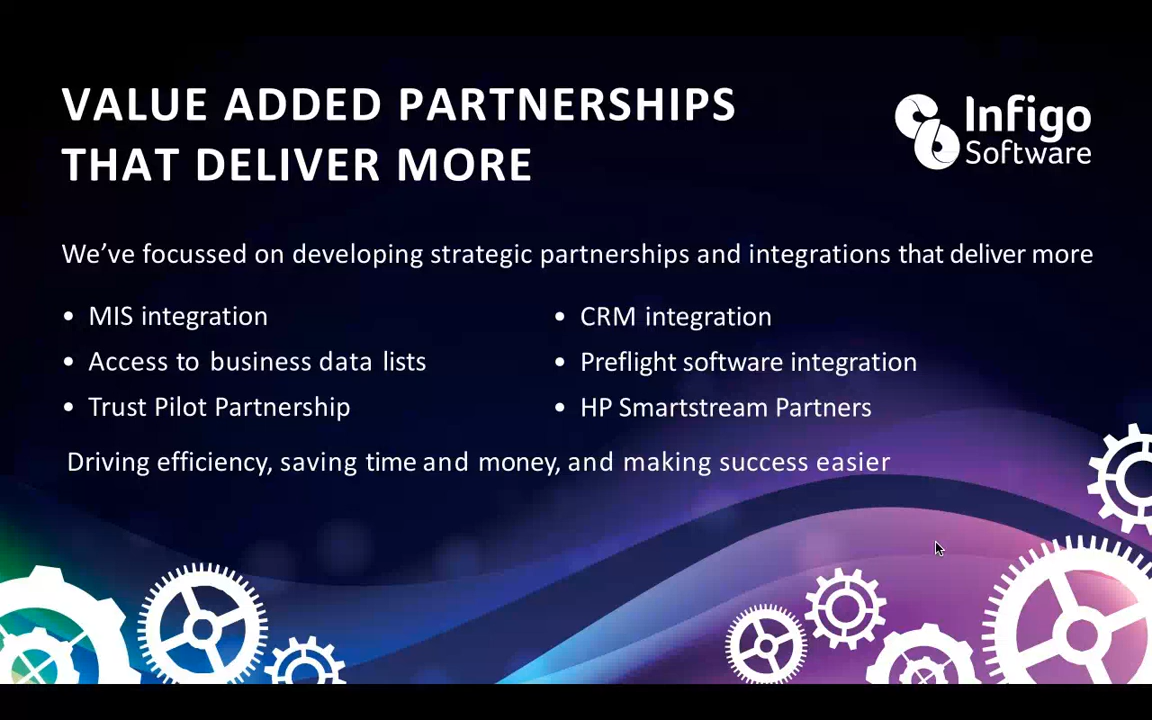 VALUE ADDED PARTNERSHIPS
THAT DELIVER MORE
Infigo
Software
We’ve focussed on developing strategic partnerships and integrations that deliver more
• MIS integration
• Access to business data lists
• Trust Pilot Partnership
• CRM integration
• Preflight software integration
• HP Smartstream Partners
Driving efficiency, saving time and money, and making success easier